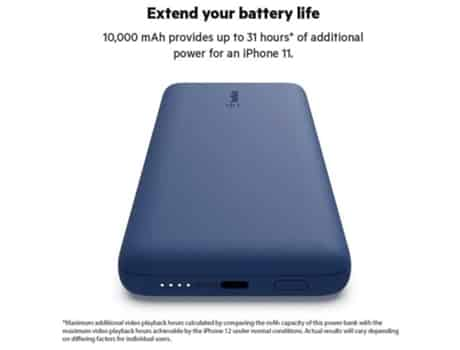 Extend your battery life
10,000 mAh provides up to 31 hours* of additional
power for an iPhone 11.
*Maximum additional video playback hours calculated by comparing the mAh capacity of this power bank with the
maximum video playback hours achievable by the iPhone 12 under normal conditions. Actual results will vary depending
on differing factors for individual users.